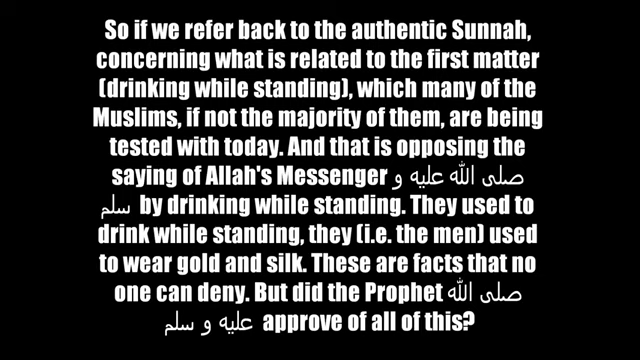 So if we refer back to the authentic Sunnah,
concerning what is related to the first matter
(drinking while standing), which many of the
Muslims, if not the majority of them, are being
tested with today. And that is opposing the
saying of Allah's Messenger صلى الله عليه و
سلم by drinking while standing. They used to
drink while standing, they (i.e. the men) used
to wear gold and silk. These are facts that no
one can deny. But did the Prophet صلى الله
عليه و سلم approve of all of this?